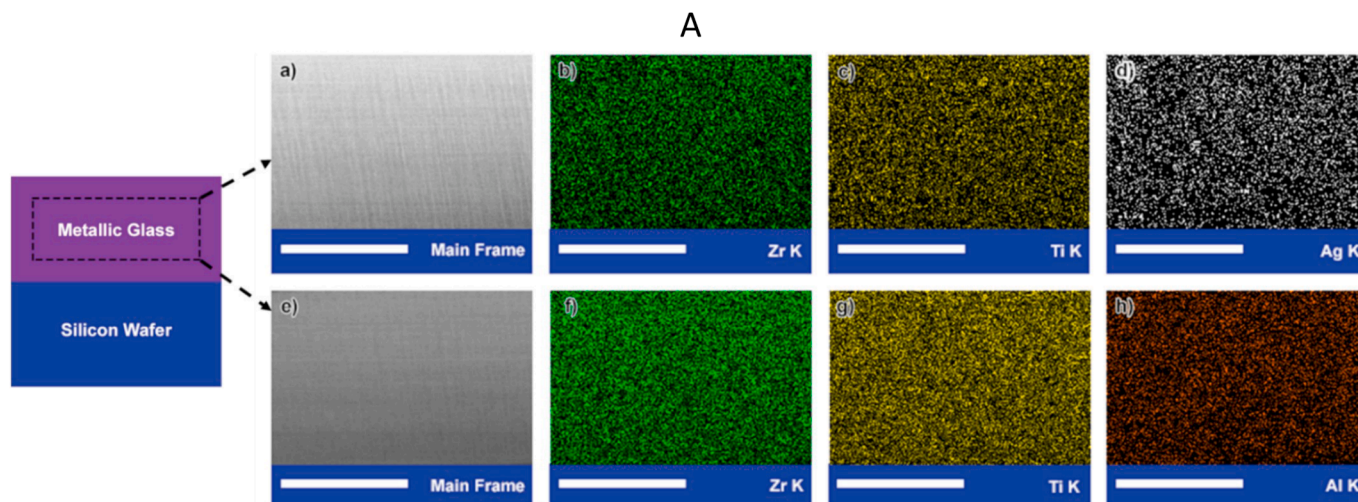 A
a)
b)
c)
d)
Metallic Glass
Silicon Wafer
Main Frame
Zr K
Ti K
Ag K
e)
f)
g)
h)
Main Frame
Zr K
Ti K
Al K